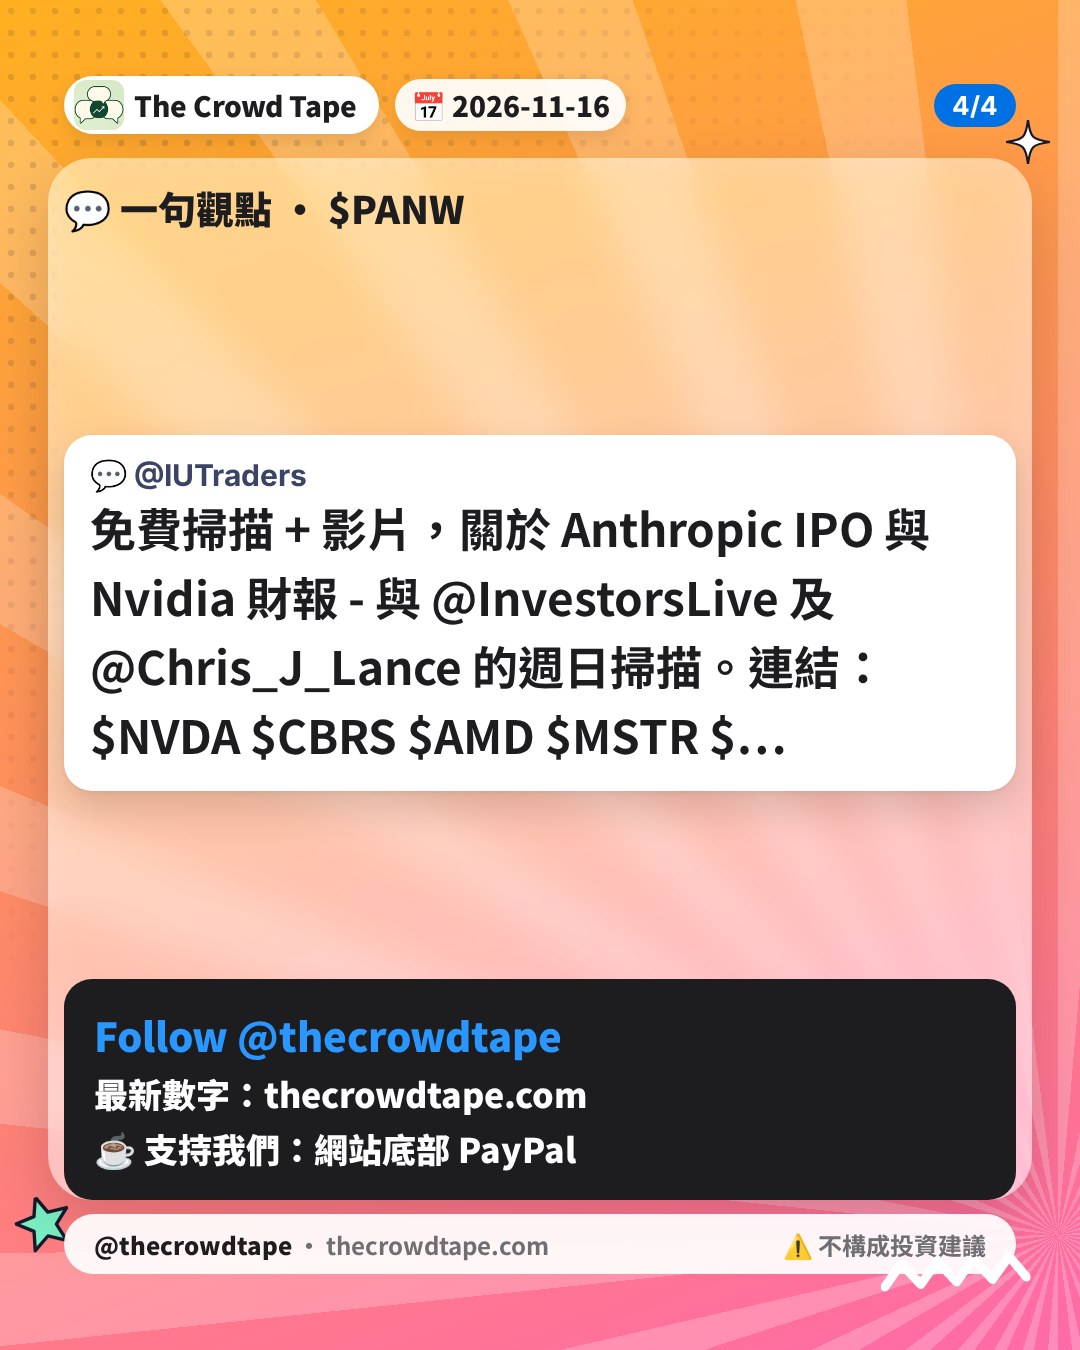 The Crowd Tape
July
2026-11-16
4/4
一句觀點 · $PANW
@IUTraders
免費掃描 + 影片，關於 Anthropic IPO 與
Nvidia 財報 - 與 @InvestorsLive 及
@Chris_J_Lance 的週日掃描。連結：
$NVDA $CBRS $AMD $MSTR $…
Follow @thecrowdtape
最新數字：thecrowdtape.com
支持我們：網站底部 PayPal
@thecrowdtape · thecrowdtape.com
不構成投資建議